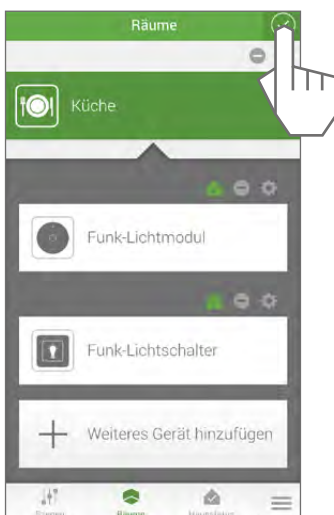 Räume
Küche
Funk-Lichtmodul
Funk-Lichtschalter
Weiteres Gerät hinzufügen
Räume